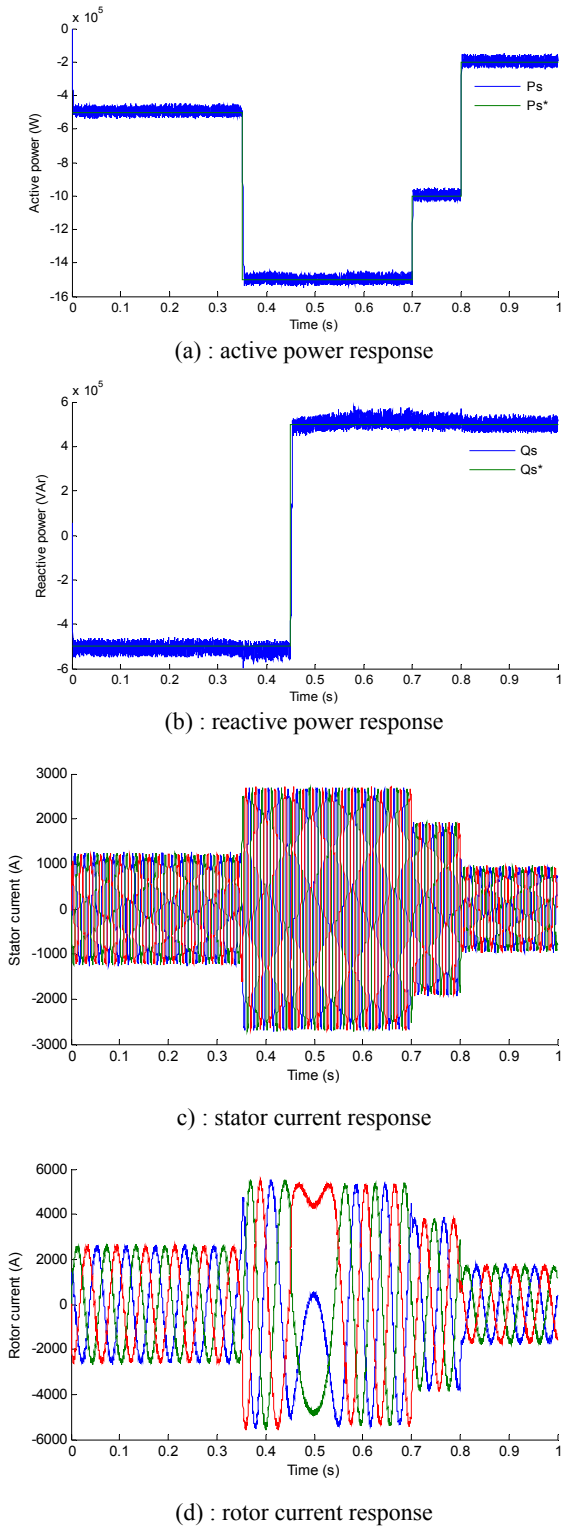 x 10^5
0
-2
-4
-6
-8
-10
-12
-14
-16
Active power (W)
Ps
Ps*
0 0.1 0.2 0.3 0.4 0.5 0.6 0.7 0.8 0.9 1
Time (s)
(a) : active power response
x 10^5
6
4
2
0
-2
-4
-6
Reactive power (VAr)
Qs
Qs*
0 0.1 0.2 0.3 0.4 0.5 0.6 0.7 0.8 0.9 1
Time (s)
(b) : reactive power response
3000
2000
1000
0
-1000
-2000
-3000
Stator current (A)
0 0.1 0.2 0.3 0.4 0.5 0.6 0.7 0.8 0.9 1
Time (s)
c) : stator current response
6000
4000
2000
0
-2000
-4000
-6000
Rotor current (A)
0 0.1 0.2 0.3 0.4 0.5 0.6 0.7 0.8 0.9 1
Time (s)
(d) : rotor current response